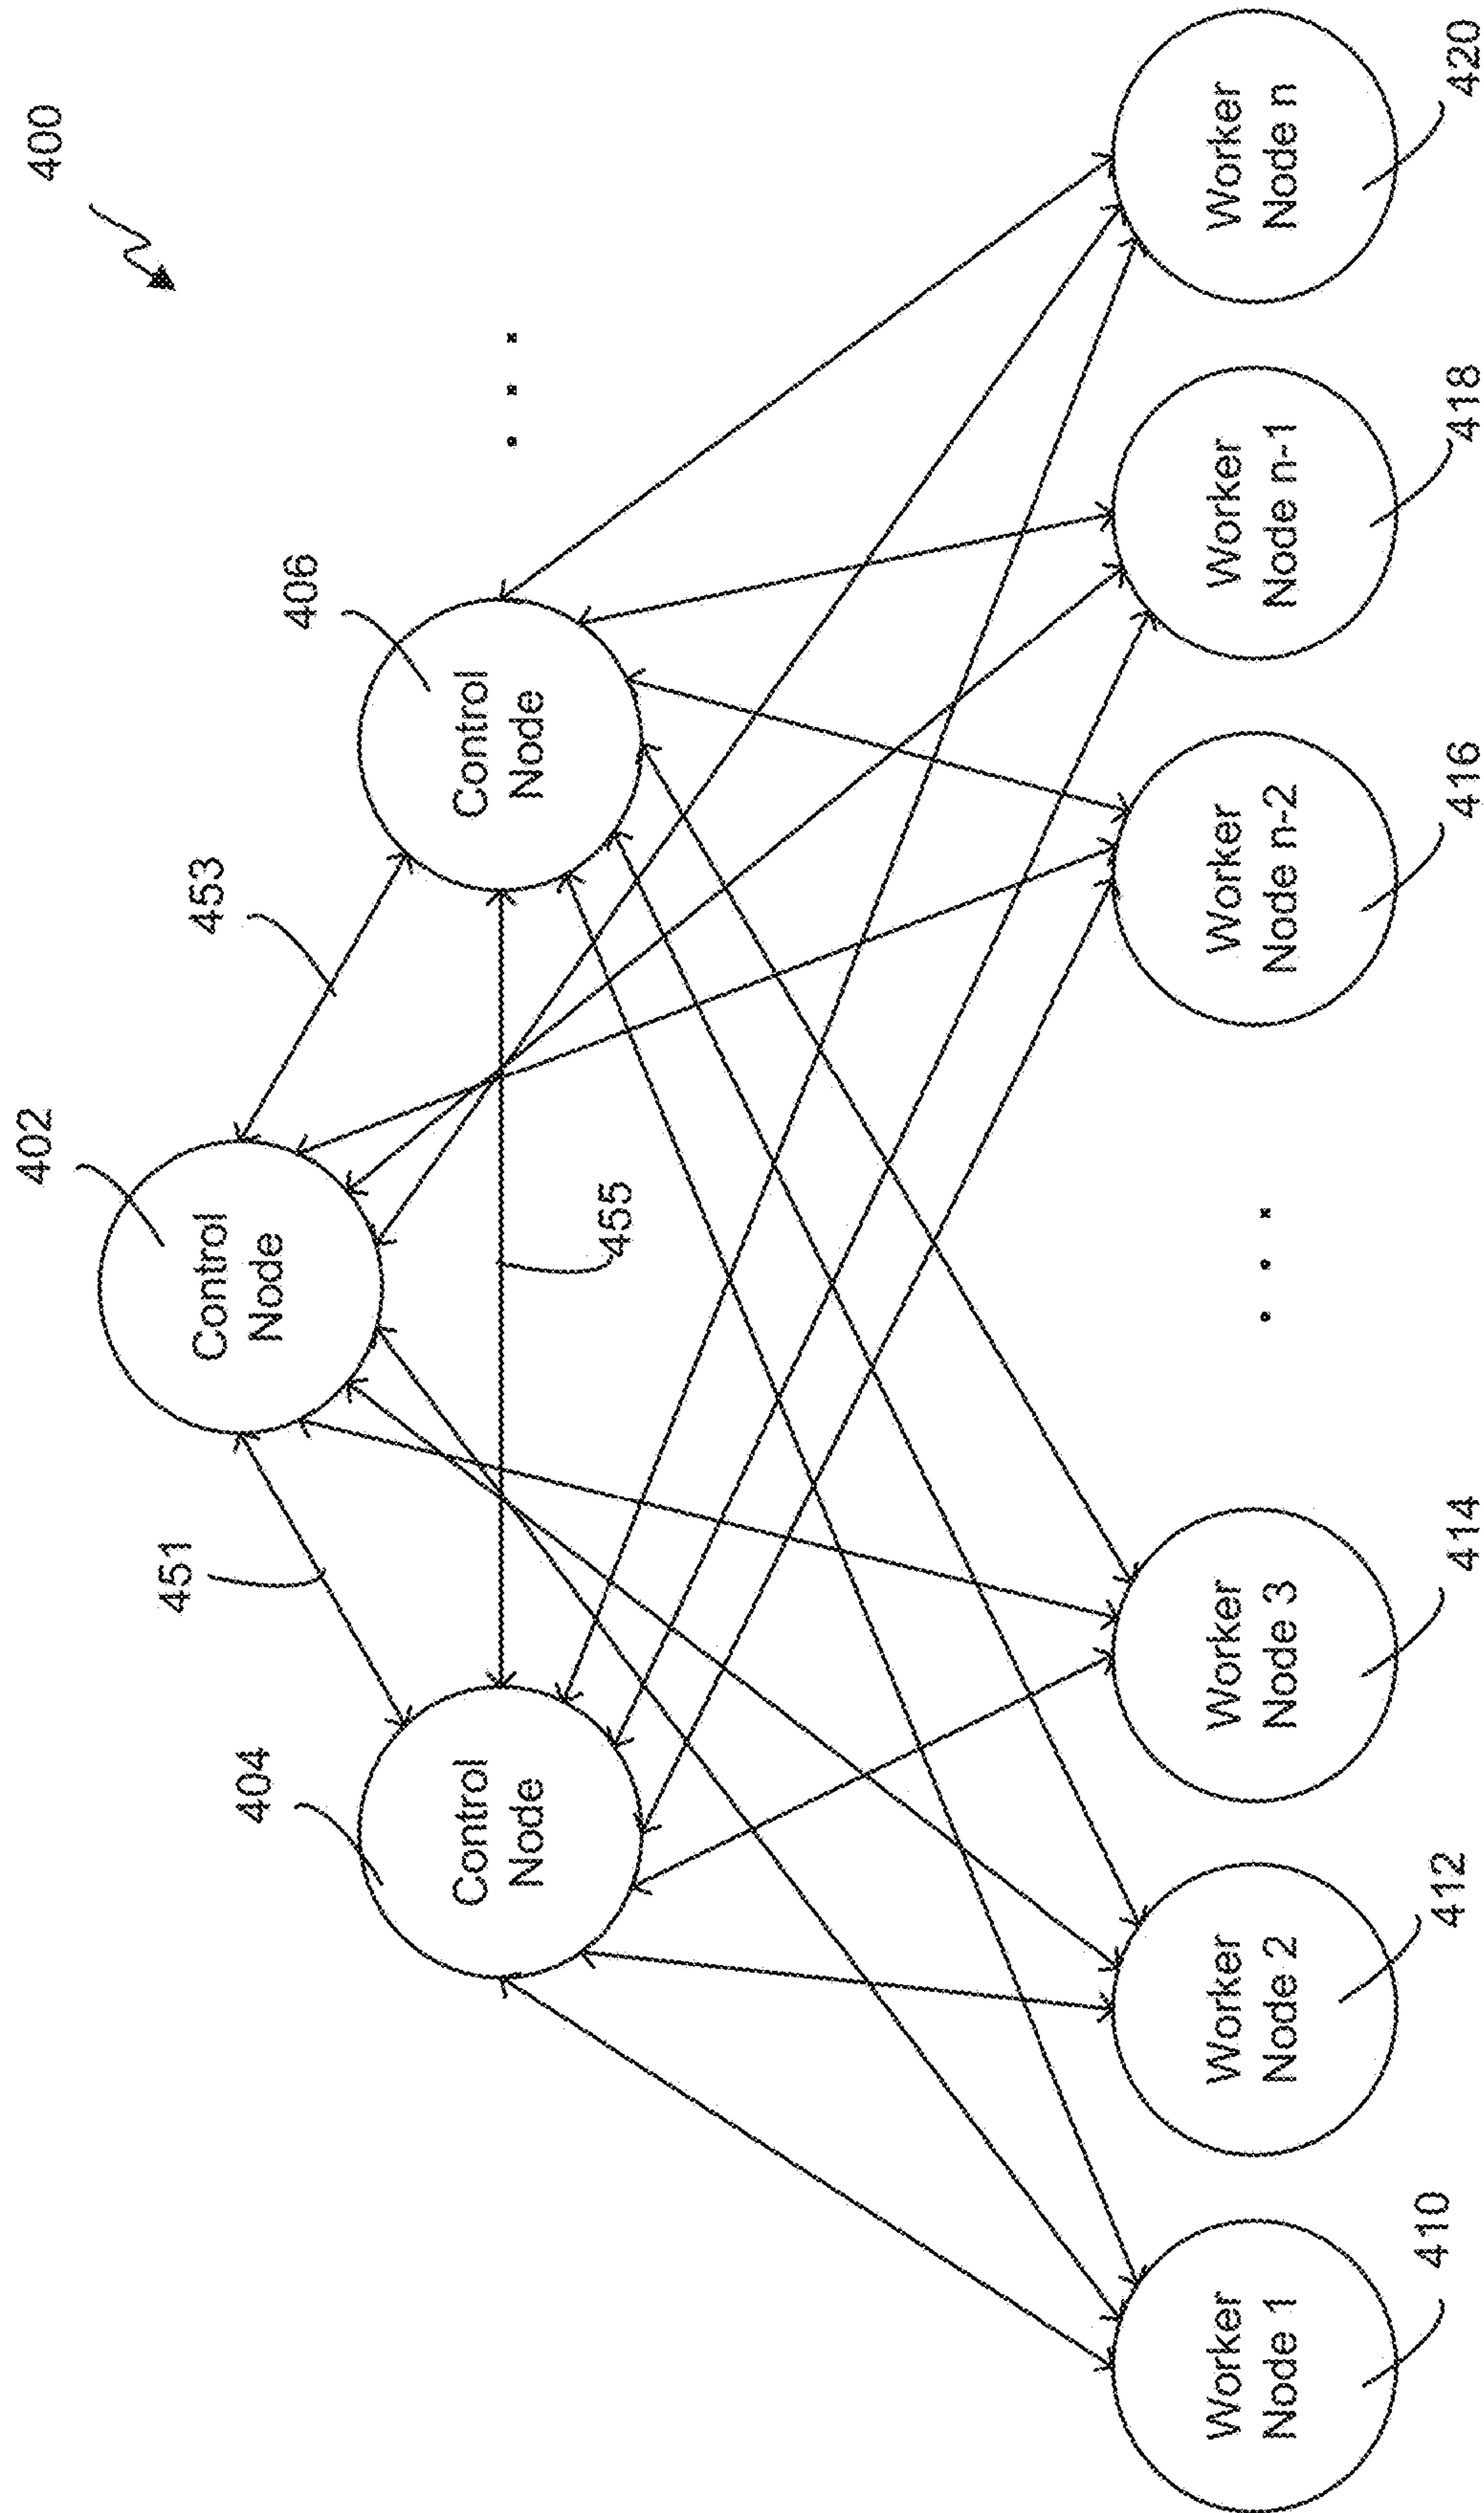 400
402
Control
Node
451
453
404
Control
Node
406
Control
Node
455
. . .
Worker
Node 1
Worker
Node 2
Worker
Node 3
. . .
Worker
Node n-2
Worker
Node n-1
Worker
Node n
410
412
414
416
418
420